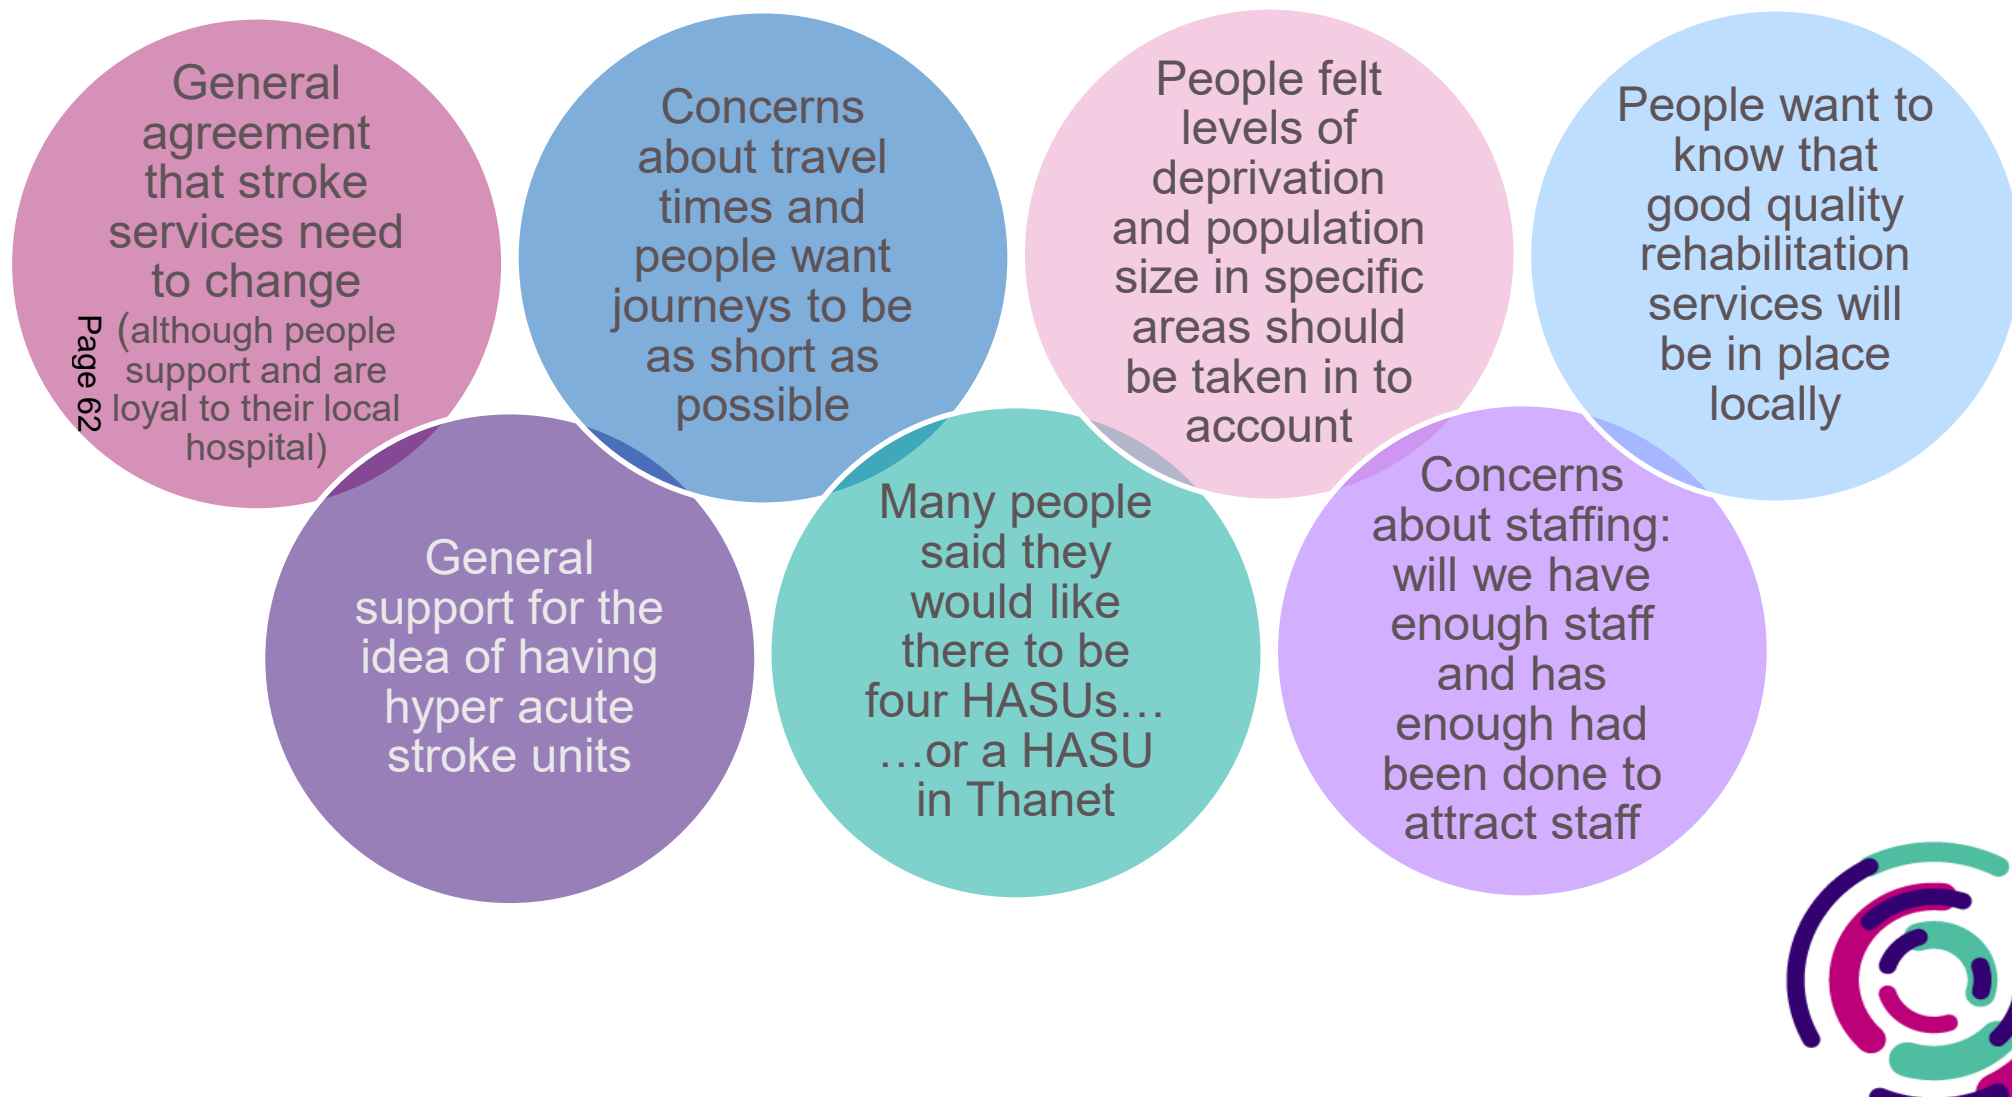 General
agreement
that stroke
services need
to change
(although people
support and are
loyal to their local
hospital)
Page 62
General
support for the
idea of having
hyper acute
stroke units
Concerns
about travel
times and
people want
journeys to be
as short as
possible
Many people
said they
would like
there to be
four HASUs…
…or a HASU
in Thanet
People felt
levels of
deprivation
and population
size in specific
areas should
be taken in to
account
Concerns
about staffing:
will we have
enough staff
and has
enough had
been done to
attract staff
People want to
know that
good quality
rehabilitation
services will
be in place
locally